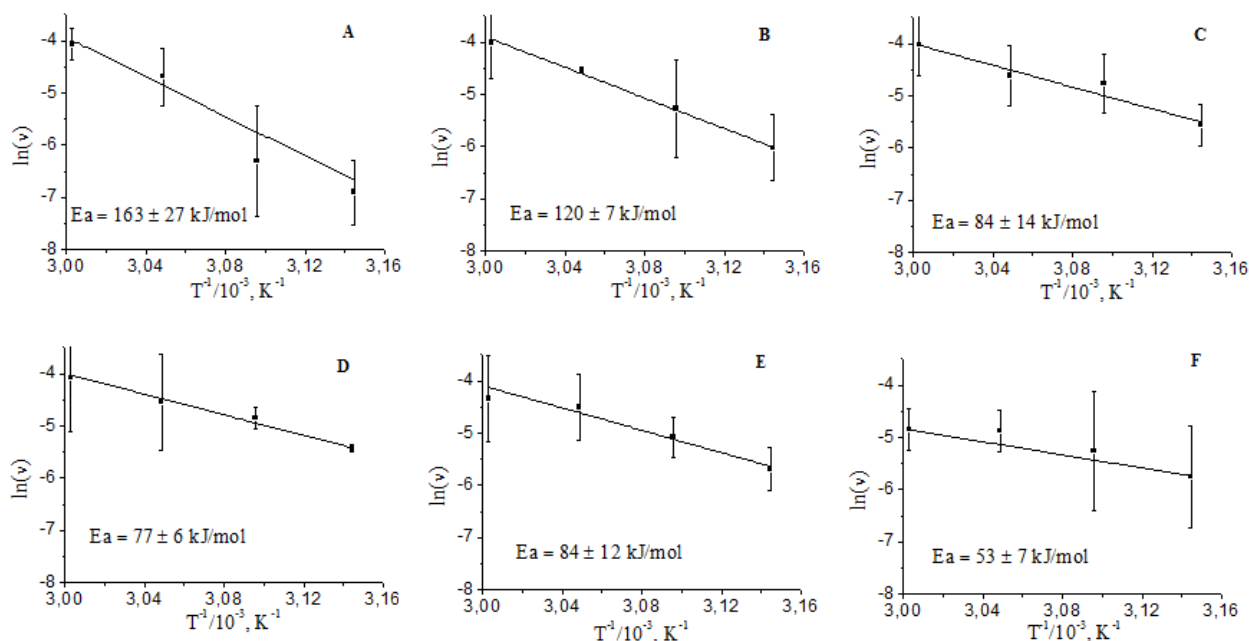 A
-4
-5
-6
-7
-8
ln(ν)
Ea = 163 ± 27 kJ/mol
3,00 3,04 3,08 3,12 3,16
T⁻¹/10⁻³, K⁻¹
B
-4
-5
-6
-7
-8
ln(ν)
Ea = 120 ± 7 kJ/mol
3,00 3,04 3,08 3,12 3,16
T⁻¹/10⁻³, K⁻¹
C
-4
-5
-6
-7
-8
ln(ν)
Ea = 84 ± 14 kJ/mol
3,00 3,04 3,08 3,12 3,16
T⁻¹/10⁻³, K⁻¹
D
-4
-5
-6
-7
-8
ln(ν)
Ea = 77 ± 6 kJ/mol
3,00 3,04 3,08 3,12 3,16
T⁻¹/10⁻³, K⁻¹
E
-4
-5
-6
-7
-8
ln(ν)
Ea = 84 ± 12 kJ/mol
3,00 3,04 3,08 3,12 3,16
T⁻¹/10⁻³, K⁻¹
F
-4
-5
-6
-7
-8
ln(ν)
Ea = 53 ± 7 kJ/mol
3,00 3,04 3,08 3,12 3,16
T⁻¹/10⁻³, K⁻¹